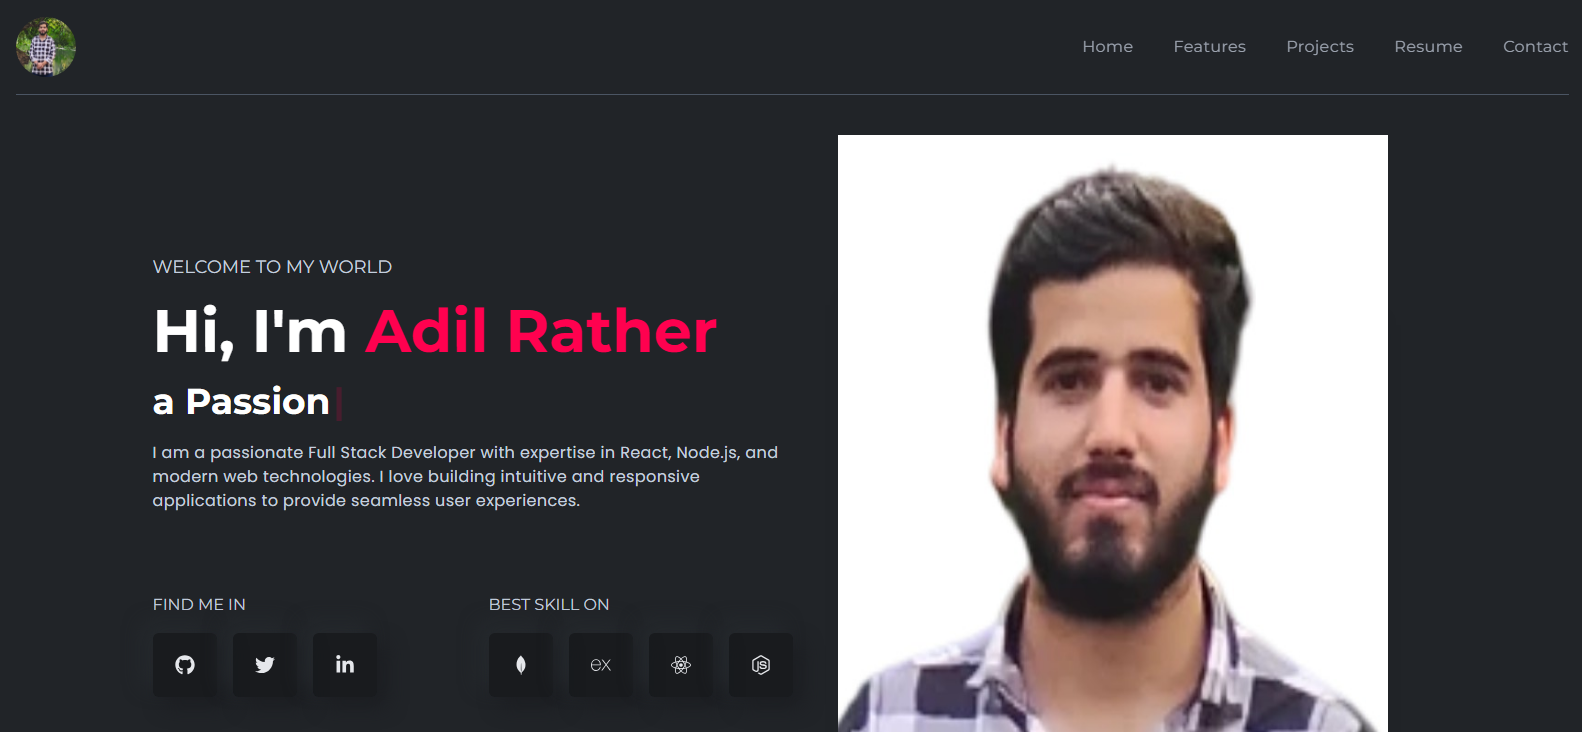 Home Features Projects Resume Contact
WELCOME TO MY WORLD
Hi, I'm Adil Rather
a Passion
I am a passionate Full Stack Developer with expertise in React, Node.js, and
modern web technologies. I love building intuitive and responsive
applications to provide seamless user experiences.
FIND ME IN
BEST SKILL ON
in
ex
JS